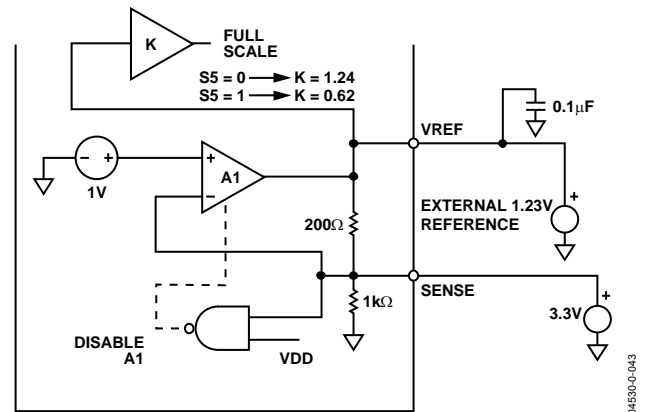 K
FULL
SCALE
S5 = 0 → K = 1.24
S5 = 1 → K = 0.62
0.1µF
VREF
− +
1V
+
−
A1
200Ω
EXTERNAL 1.23V
REFERENCE
+
SENSE
1kΩ
+
3.3V
DISABLE
A1
VDD
04530-0-043